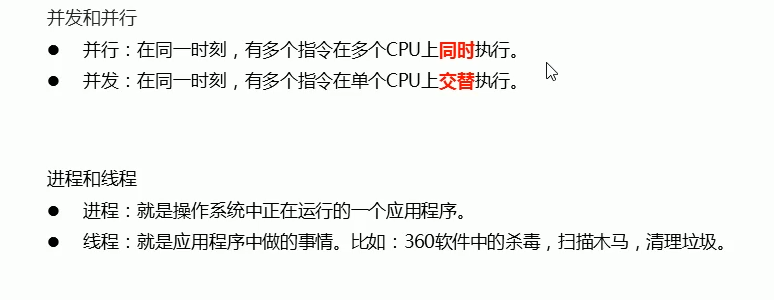 并发和并行
● 并行：在同一时刻，有多个指令在多个CPU上同时执行。
● 并发：在同一时刻，有多个指令在单个CPU上交替执行。
进程和线程
● 进程：就是操作系统中正在运行的一个应用程序。
● 线程：就是应用程序中做的事情。比如：360软件中的杀毒，扫描木马，清理垃圾。